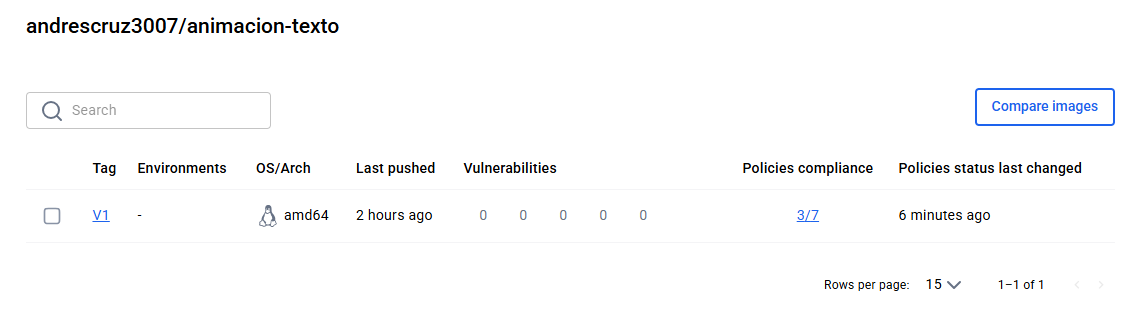 andrescruz3007/animacion-texto
Search
Compare images
Tag Environments OS/Arch Last pushed Vulnerabilities Policies compliance Policies status last changed
V1 - amd64 2 hours ago 0 0 0 0 0 3/7 6 minutes ago
Rows per page: 15 1–1 of 1